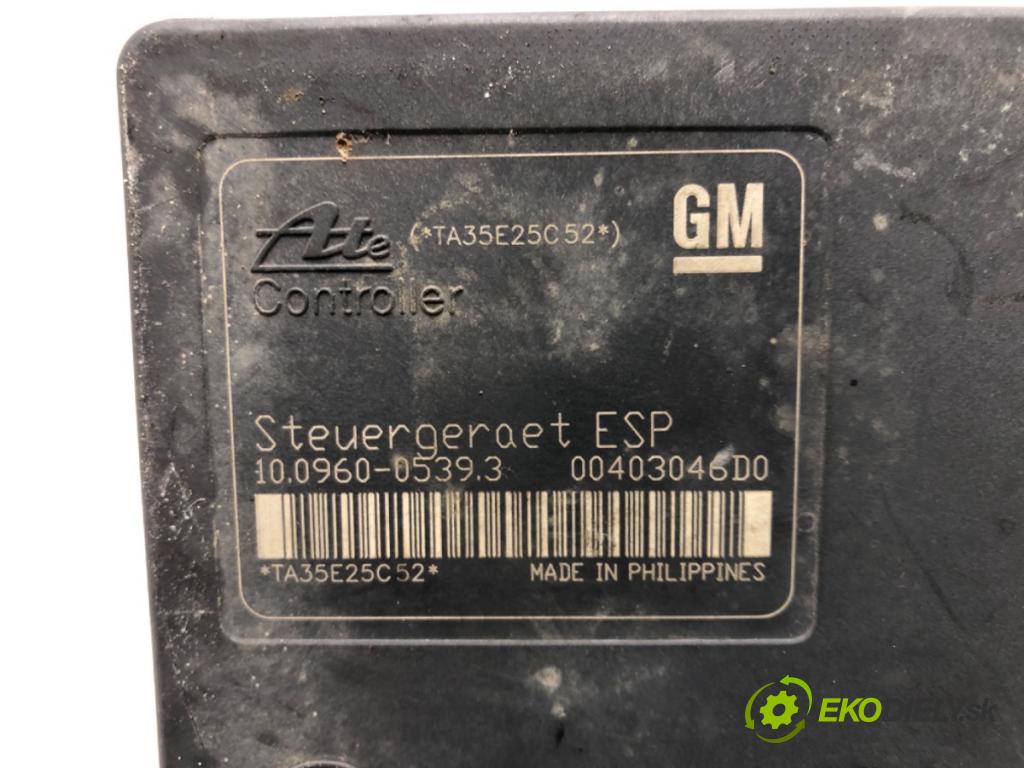 Ate (*TA35E25C52*)
GM
Controller
Steuergeraet ESP
10.0960-0539.3 00403046D0
*TA35E25C52* MADE IN PHILIPPINES
EKODIELY.sk